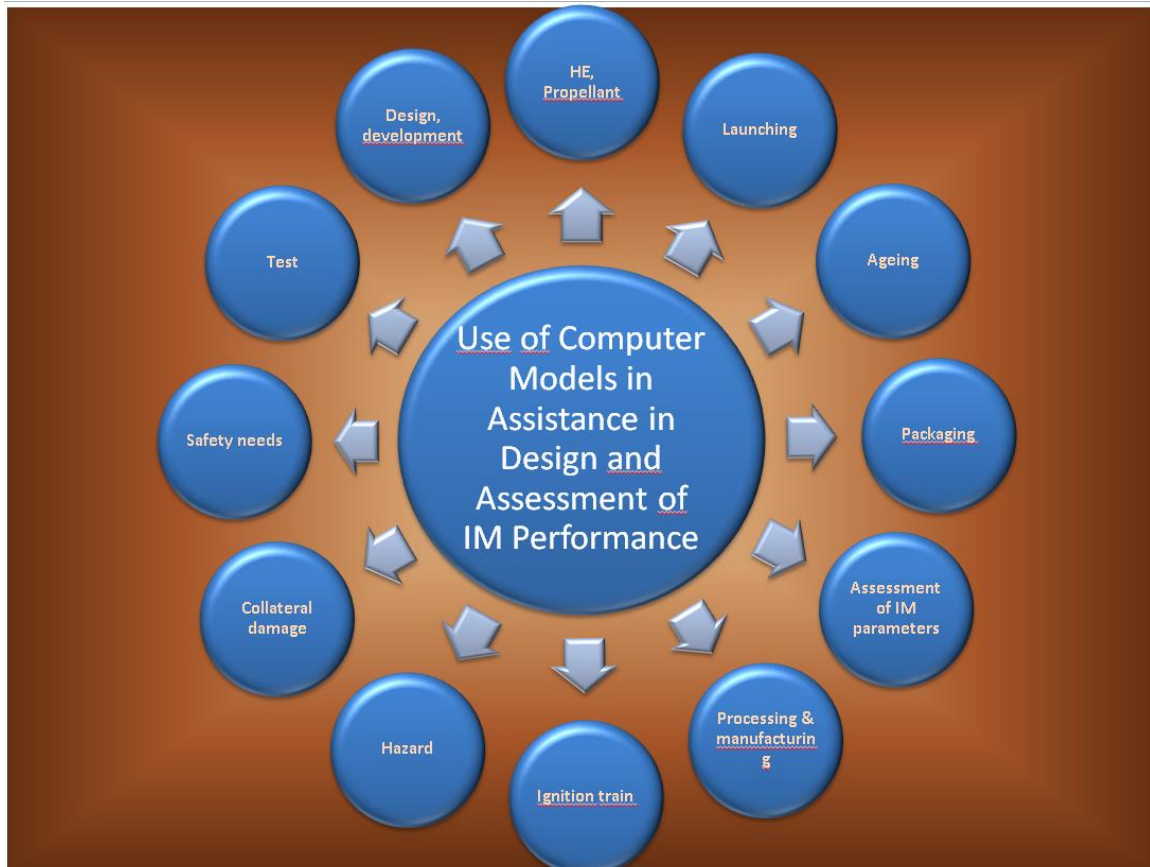 HE,
Propellant
Launching
Ageing
Packaging
Assessment
of IM
parameters
Processing &
manufacturin
g
Ignition train
Hazard
Collateral
damage
Safety needs
Test
Design,
development
Use of Computer
Models in
Assistance in
Design and
Assessment of
IM Performance